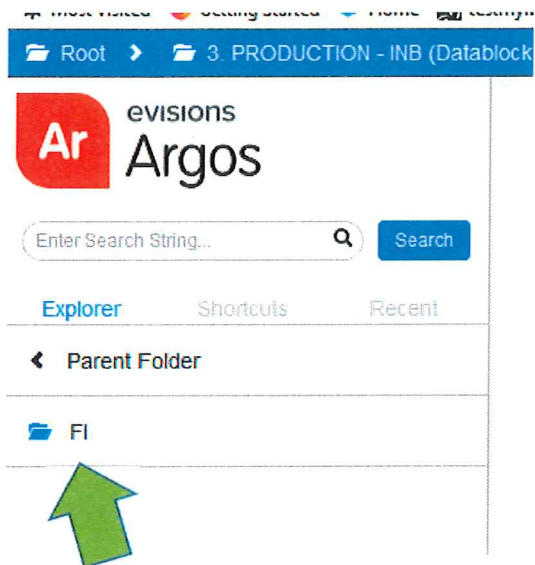 Root > 3. PRODUCTION - INB (Datablock
Ar evisions
Argos
Enter Search String... Search
Explorer Shortcuts Recent
Parent Folder
FI